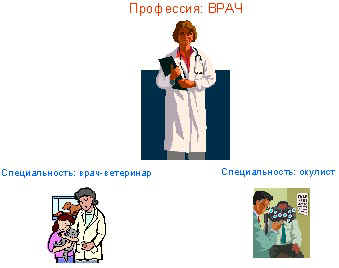 Профессия: ВРАЧ
Специальность: врач-ветеринар
Специальность: окулист